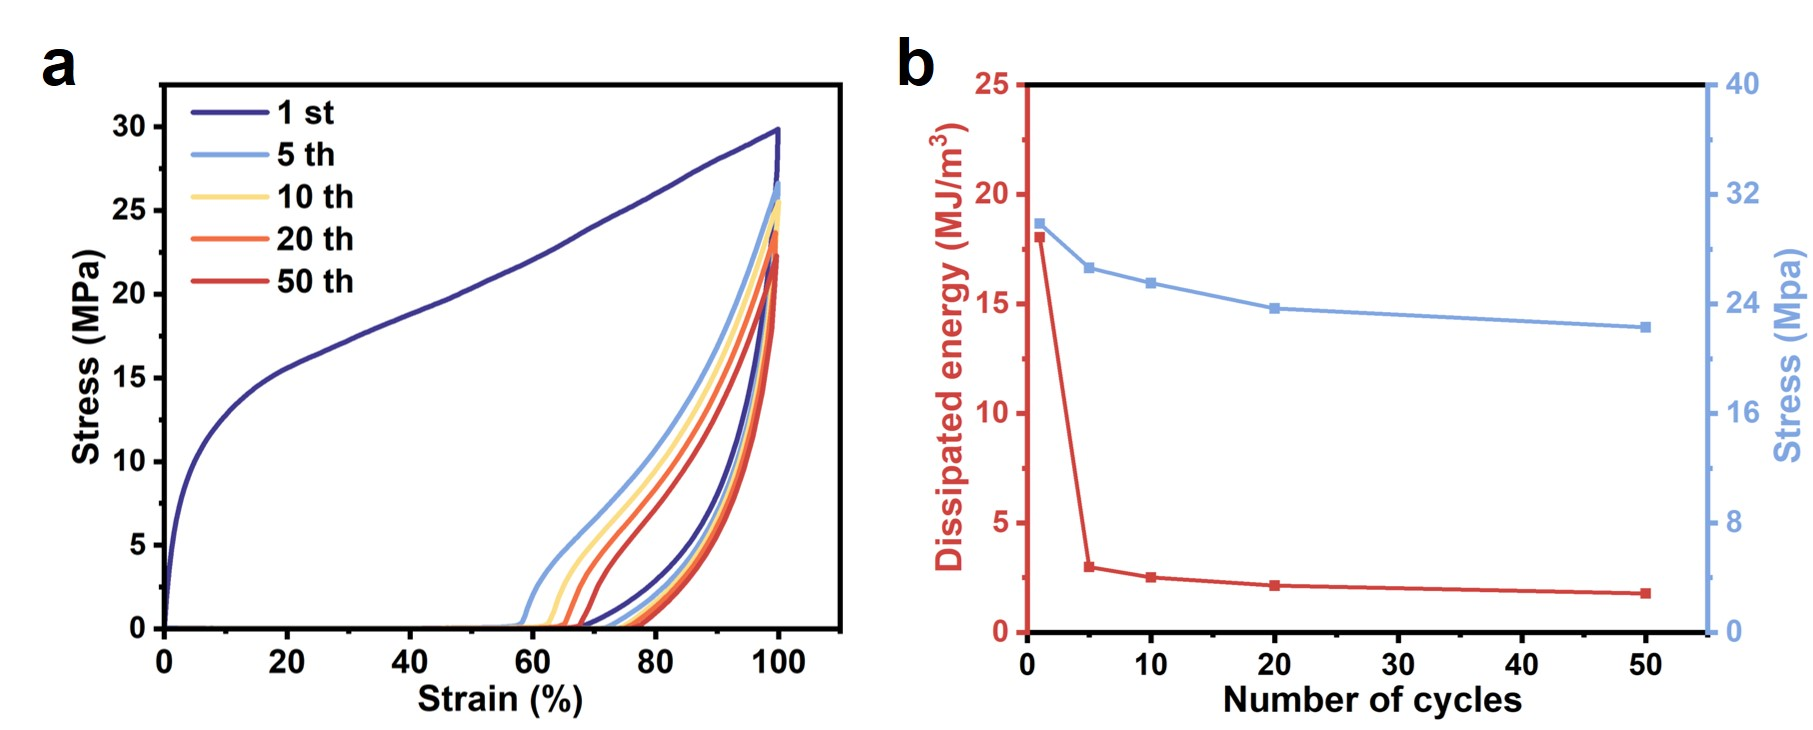 a
30
25
20
15
10
5
0
Stress (MPa)
1 st
5 th
10 th
20 th
50 th
0 20 40 60 80 100
Strain (%)
b
25
20
15
10
5
0
Dissipated energy (MJ/m³)
40
32
24
16
8
0
Stress (Mpa)
0 10 20 30 40 50
Number of cycles